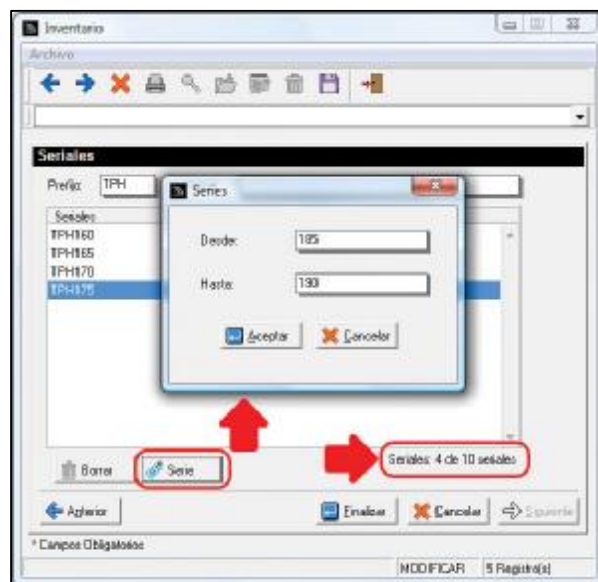 Inventario
Archivo
Seriales
Prefijo: TPH
Seriales
TPH160
TPH165
TPH170
TPH175
Series
Desde: 185
Hasta: 190
Aceptar Cancelar
Borrar Serie
Seriales: 4 de 10 seriales
Anterior Finalizar Cancelar Siguiente
* Campos Obligatorios
MODIFICAR 5 Registro(s)